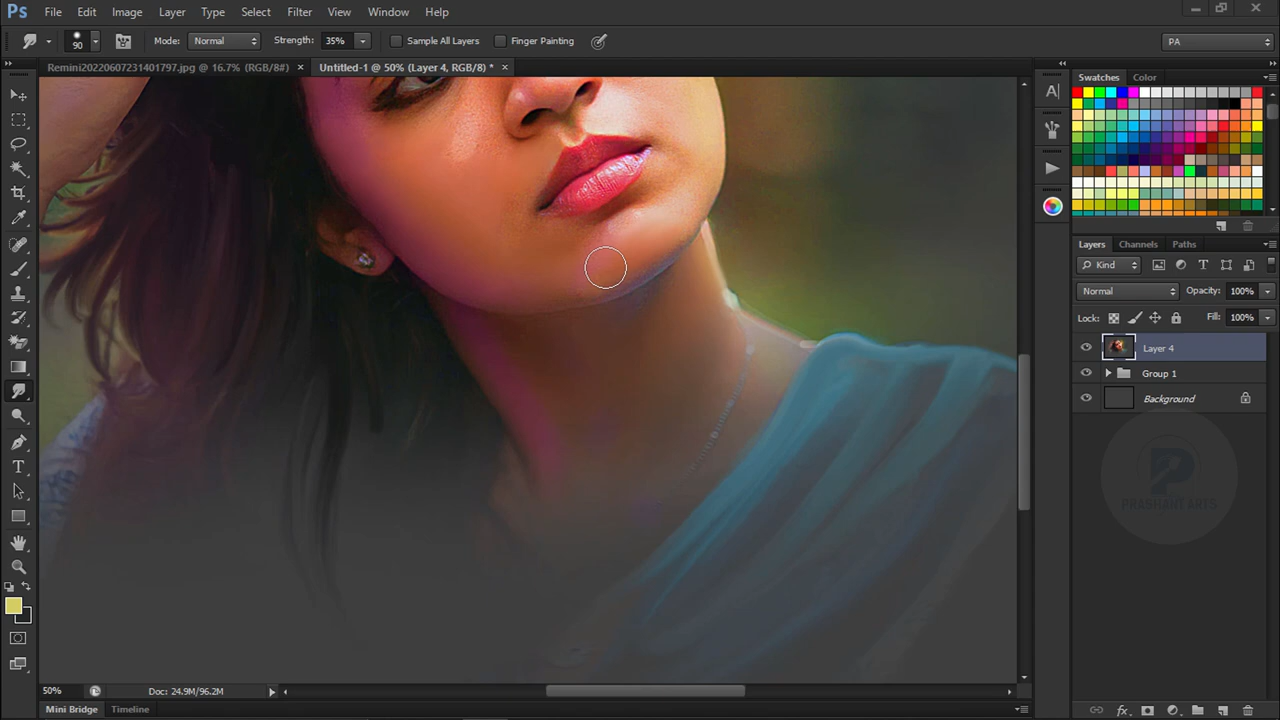 Ps File Edit Image Layer Type Select Filter View Window Help
90 Mode: Normal Strength: 35% Sample All Layers Finger Painting PA
Remini20220607231401797.jpg @ 16.7% (RGB/8#) × Untitled-1 @ 50% (Layer 4, RGB/8) * ×
Swatches Color
Layers Channels Paths
Kind
Normal Opacity: 100%
Lock: Fill: 100%
Layer 4
Group 1
Background
PRASHANT ARTS
50% Doc: 24.9M/96.2M
Mini Bridge Timeline